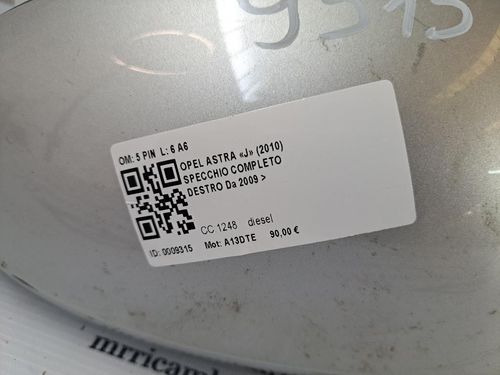 9315
OM: 5 PIN L: 6 A6
OPEL ASTRA «J» (2010)
SPECCHIO COMPLETO
DESTRO Da 2009 >
CC 1248 diesel
ID: 0009315 Mot: A13DTE 90,00 €